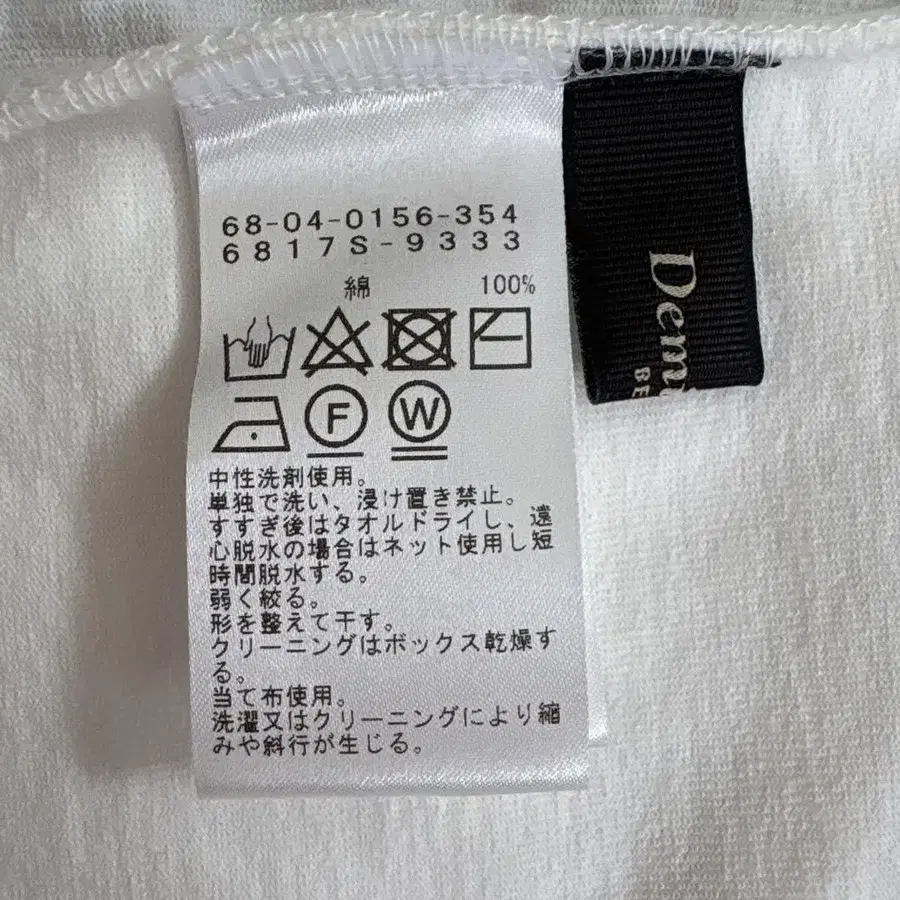 68-04-0156-354
6817S-9333
綿 100%
F W
中性洗剤使用。
単独で洗い、浸け置き禁止。
すすぎ後はタオルドライし、遠
心脱水の場合はネット使用し短
時間脱水する。
弱く絞る。
形を整えて干す。
クリーニングはボックス乾燥す
る。
当て布使用。
洗濯又はクリーニングにより縮
みや斜行が生じる。
Dem